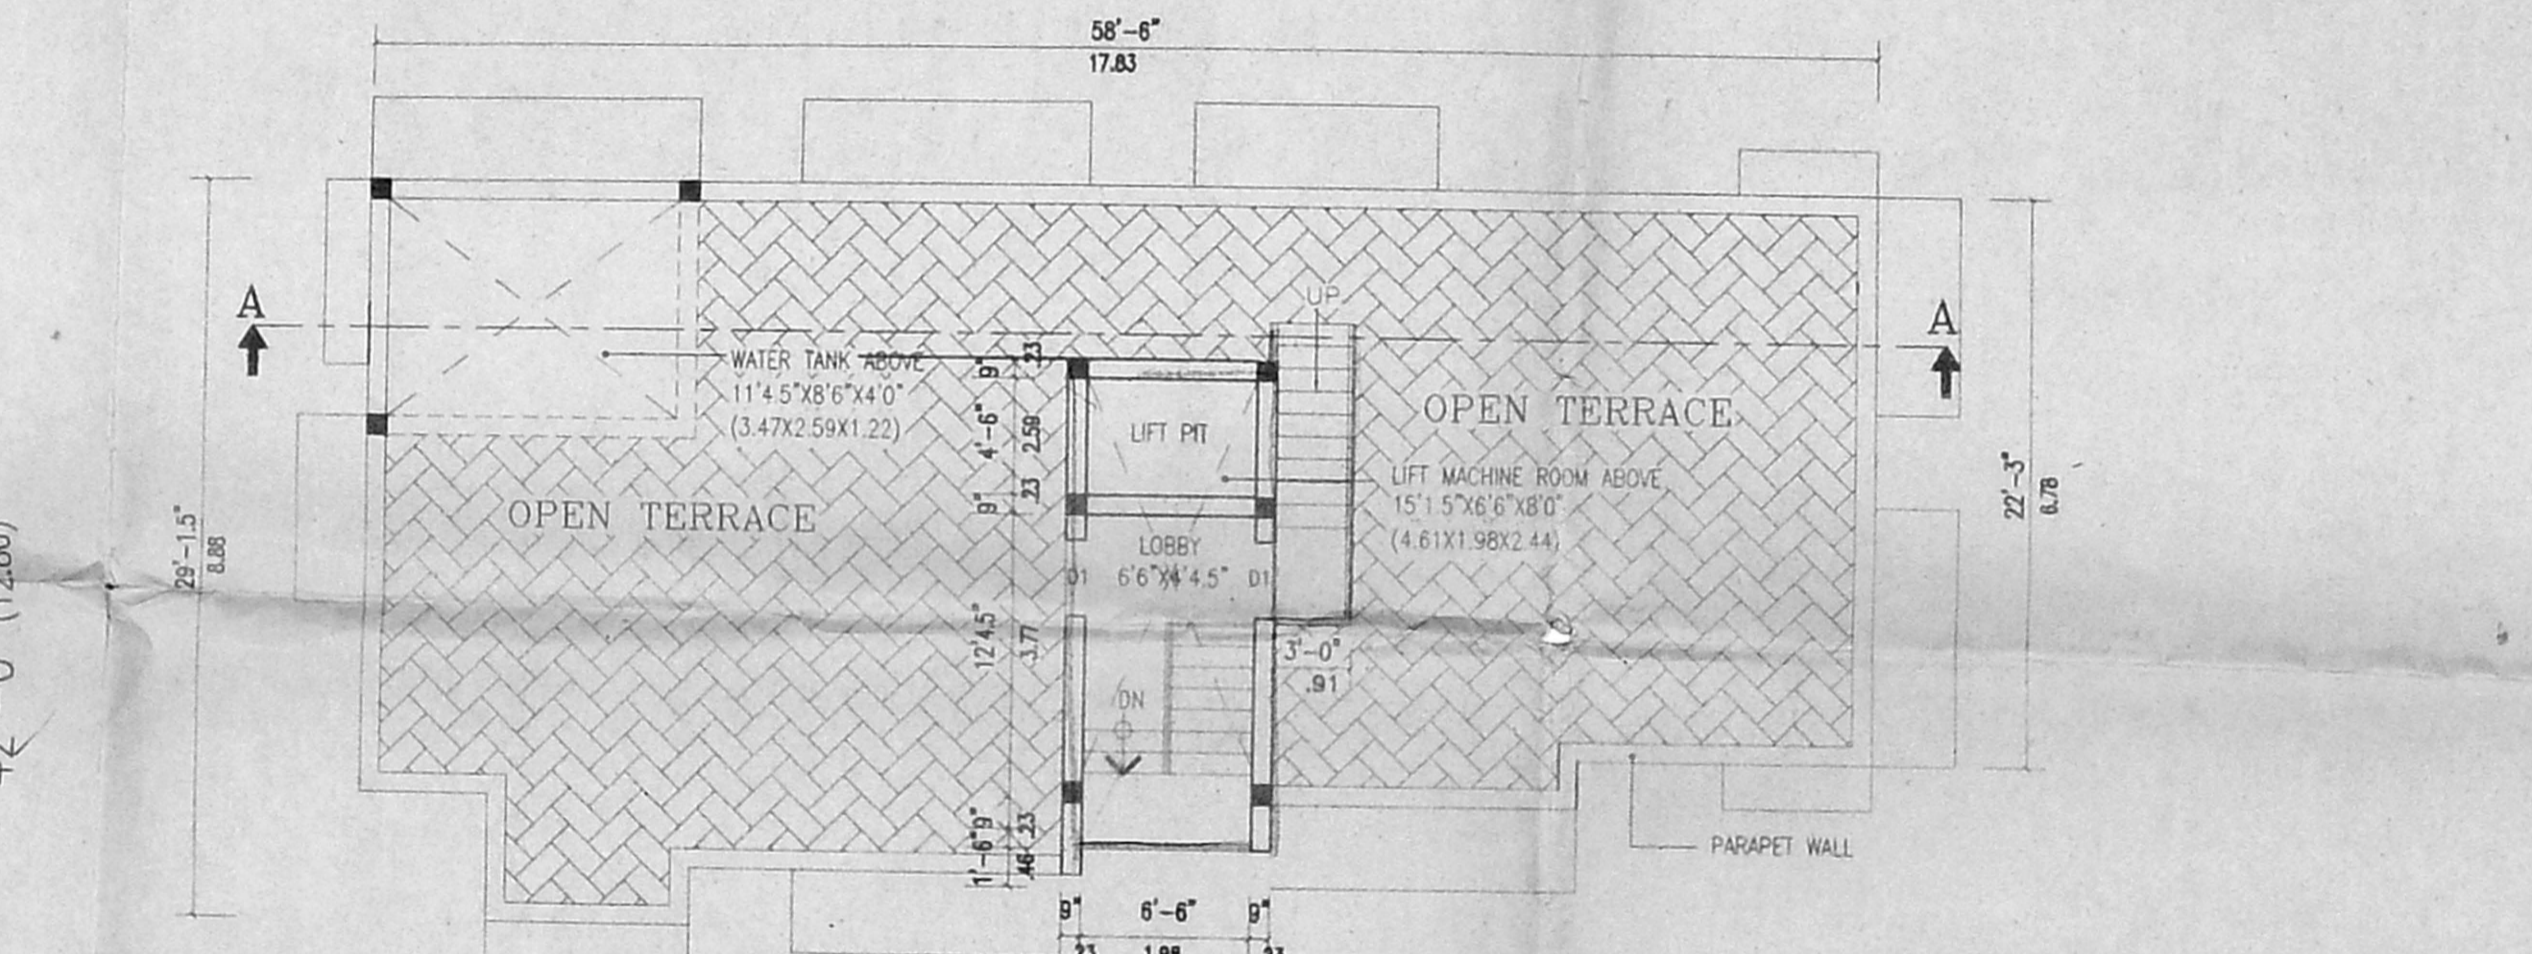 58'-6"
17.83
A
A
UP
WATER TANK ABOVE
11'4.5"X8'6"X4'0"
(3.47X2.59X1.22)
9"
.23
4'-6"
2.59
9"
.23
LIFT PIT
OPEN TERRACE
LIFT MACHINE ROOM ABOVE
15'1.5"X6'6"X8'0"
(4.61X1.98X2.44)
OPEN TERRACE
22'-3"
6.78
29'-1.5"
8.88
LOBBY
D1
6'6"X4'4.5"
D1
12'4.5"
3.77
3'-0"
.91
DN
9"
.23
1'-6"
.46
PARAPET WALL
9"
6'-6"
9"